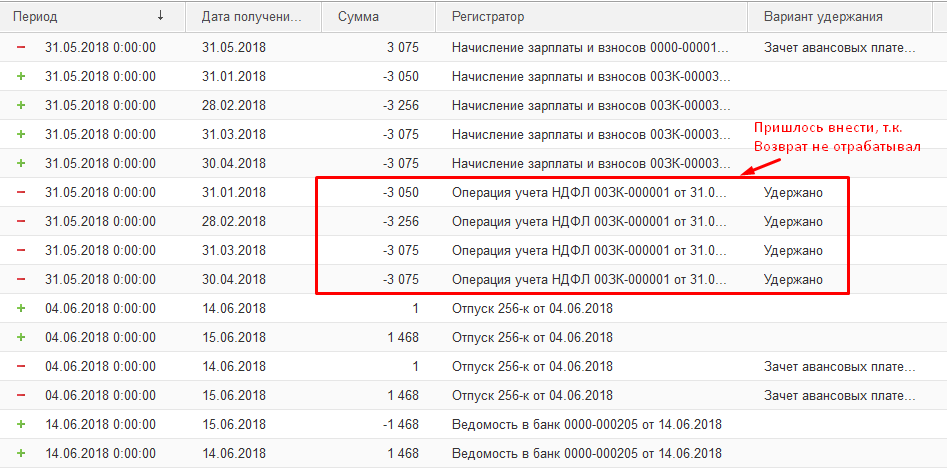 Период ↓ Дата получени... Сумма Регистратор Вариант удержания
− 31.05.2018 0:00:00 31.05.2018 3 075 Начисление зарплаты и взносов 0000-00001... Зачет авансовых плате...
+ 31.05.2018 0:00:00 31.01.2018 -3 050 Начисление зарплаты и взносов 00ЗК-00003...
+ 31.05.2018 0:00:00 28.02.2018 -3 256 Начисление зарплаты и взносов 00ЗК-00003...
+ 31.05.2018 0:00:00 31.03.2018 -3 075 Начисление зарплаты и взносов 00ЗК-00003...
Пришлось внести, т.к.
Возврат не отрабатывал
+ 31.05.2018 0:00:00 30.04.2018 -3 075 Начисление зарплаты и взносов 00ЗК-00003...
− 31.05.2018 0:00:00 31.01.2018 -3 050 Операция учета НДФЛ 00ЗК-000001 от 31.0... Удержано
− 31.05.2018 0:00:00 28.02.2018 -3 256 Операция учета НДФЛ 00ЗК-000001 от 31.0... Удержано
− 31.05.2018 0:00:00 31.03.2018 -3 075 Операция учета НДФЛ 00ЗК-000001 от 31.0... Удержано
− 31.05.2018 0:00:00 30.04.2018 -3 075 Операция учета НДФЛ 00ЗК-000001 от 31.0... Удержано
+ 04.06.2018 0:00:00 14.06.2018 1 Отпуск 256-к от 04.06.2018
+ 04.06.2018 0:00:00 15.06.2018 1 468 Отпуск 256-к от 04.06.2018
− 04.06.2018 0:00:00 14.06.2018 1 Отпуск 256-к от 04.06.2018 Зачет авансовых плате...
− 04.06.2018 0:00:00 15.06.2018 1 468 Отпуск 256-к от 04.06.2018 Зачет авансовых плате...
+ 14.06.2018 0:00:00 15.06.2018 -1 468 Ведомость в банк 0000-000205 от 14.06.2018
+ 14.06.2018 0:00:00 14.06.2018 1 468 Ведомость в банк 0000-000205 от 14.06.2018